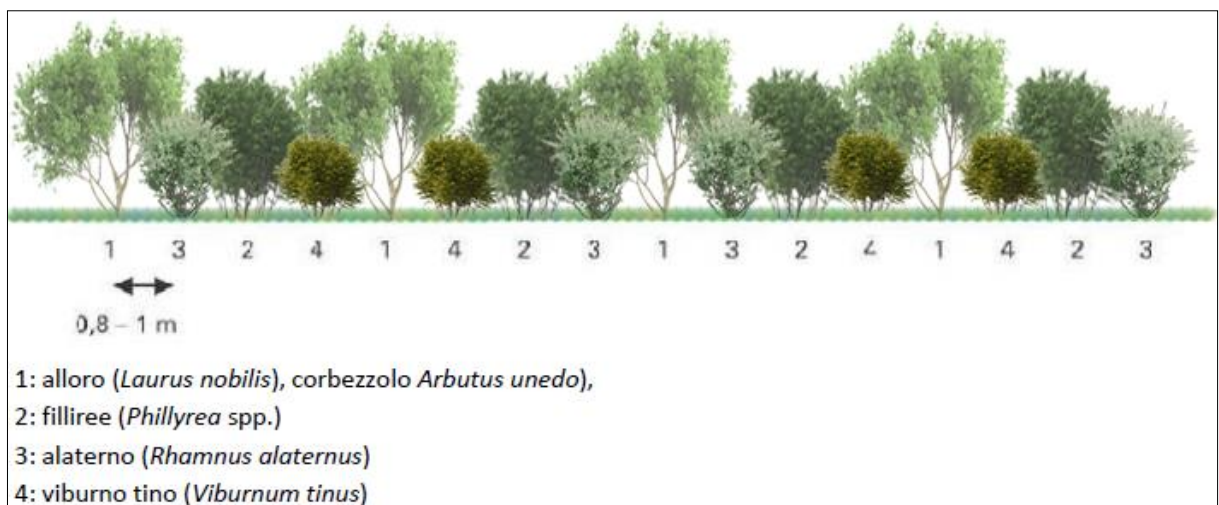 1 3 2 4 1 4 2 3 1 3 2 4 1 4 2 3
0,8 – 1 m
1: alloro (Laurus nobilis), corbezzolo Arbutus unedo),
2: filliree (Phillyrea spp.)
3: alaterno (Rhamnus alaternus)
4: viburno tino (Viburnum tinus)